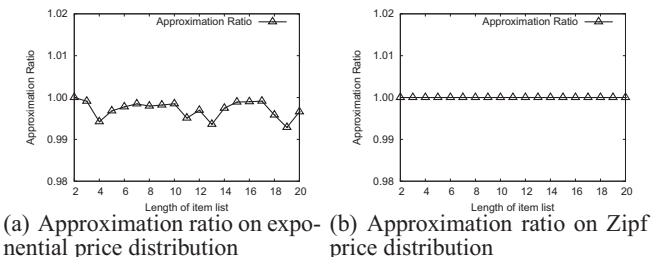 1.02
Approximation Ratio
1.01
1.00
0.99
0.98
Approximation Ratio
2 4 6 8 10 12 14 16 18 20
Length of item list
(a) Approximation ratio on expo-
nential price distribution
1.02
Approximation Ratio
1.01
1.00
0.99
0.98
Approximation Ratio
2 4 6 8 10 12 14 16 18 20
Length of item list
(b) Approximation ratio on Zipf
price distribution